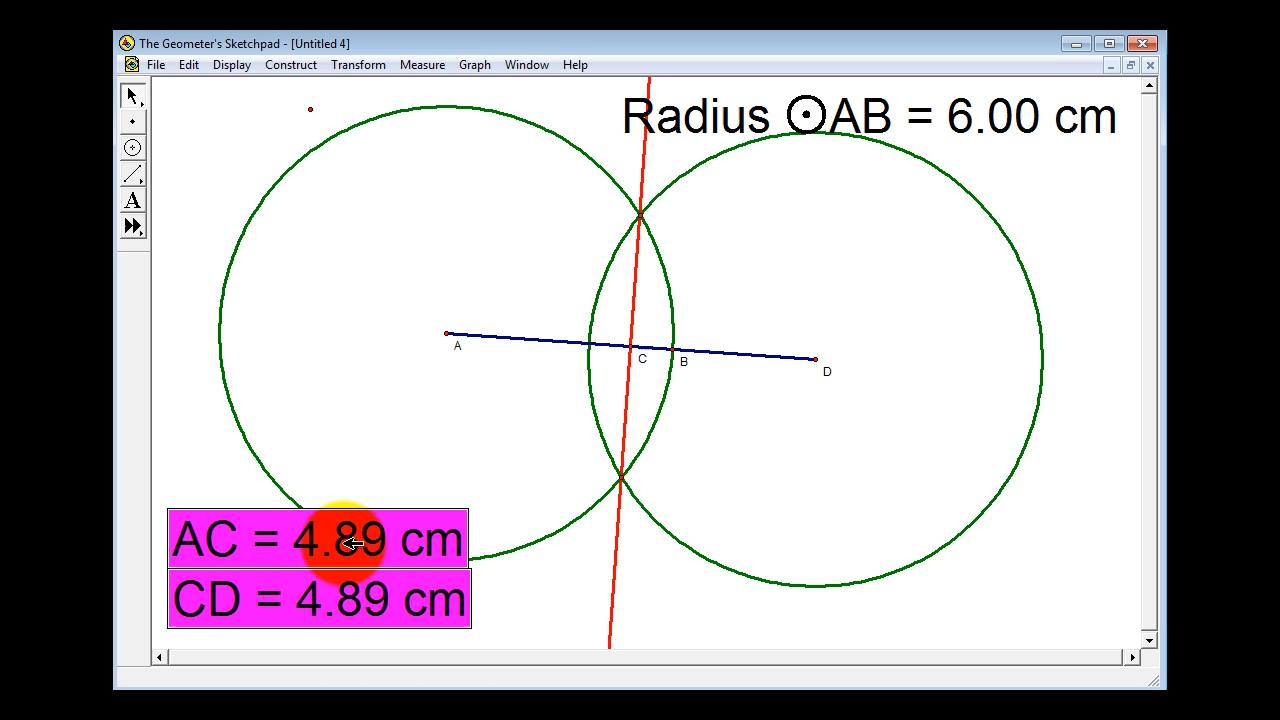 The Geometer's Sketchpad - [Untitled 4]
File Edit Display Construct Transform Measure Graph Window Help
A
Radius ⊙AB = 6.00 cm
A
C
B
D
AC = 4.89 cm
CD = 4.89 cm